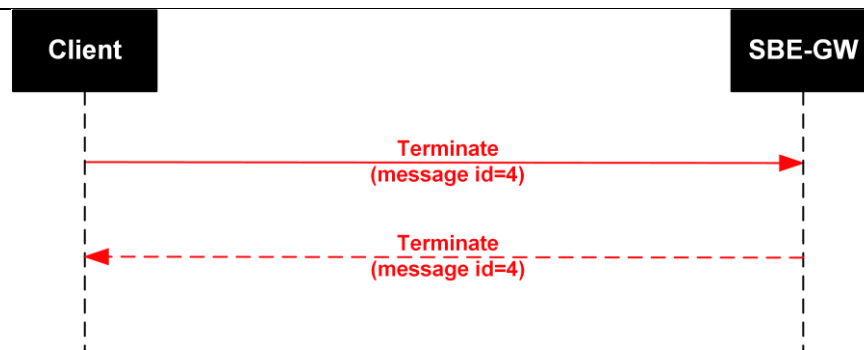 Client
SBE-GW
Terminate
(message id=4)
Terminate
(message id=4)